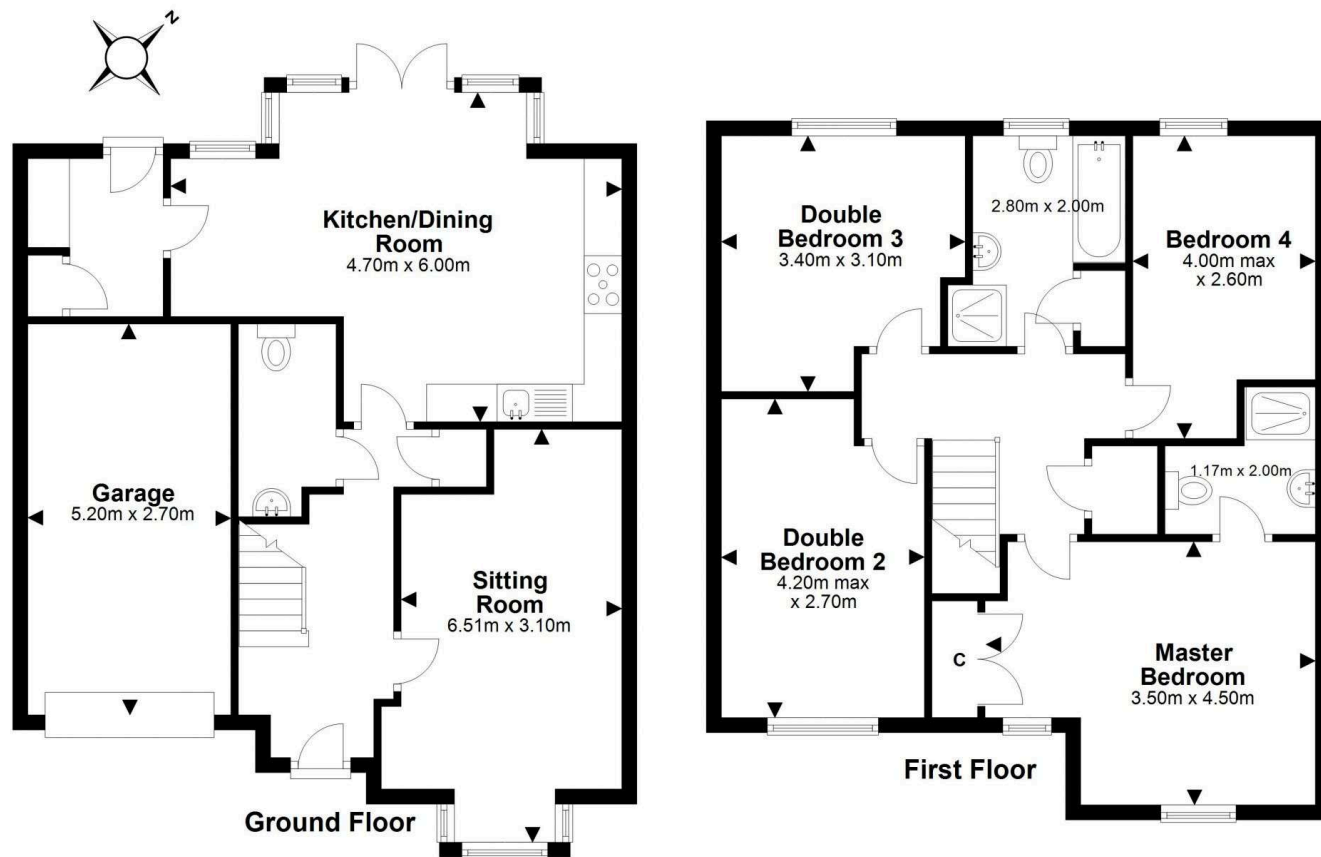 N
Kitchen/Dining
Room
4.70m x 6.00m
Garage
5.20m x 2.70m
Sitting
Room
6.51m x 3.10m
Ground Floor
Double
Bedroom 3
3.40m x 3.10m
2.80m x 2.00m
Bedroom 4
4.00m max
x 2.60m
1.17m x 2.00m
Double
Bedroom 2
4.20m max
x 2.70m
C
Master
Bedroom
3.50m x 4.50m
First Floor